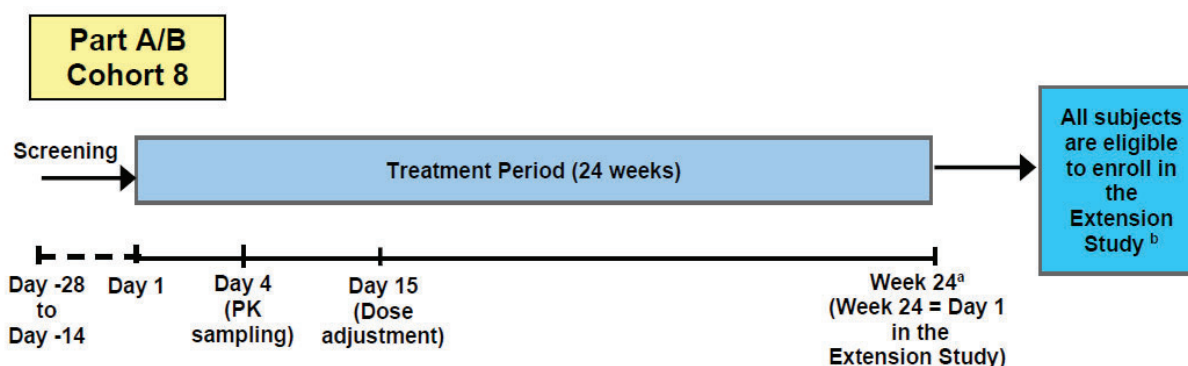 Part A/B
Cohort 8
Screening
Treatment Period (24 weeks)
All subjects
are eligible
to enroll in
the
Extension
Study b
Day -28
to
Day -14
Day 1
Day 4
(PK
sampling)
Day 15
(Dose
adjustment)
Week 24a
(Week 24 = Day 1
in the
Extension Study)